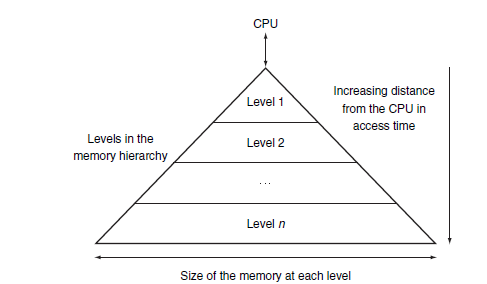 CPU
Level 1
Increasing distance
from the CPU in
access time
Levels in the
memory hierarchy
Level 2
...
Level n
Size of the memory at each level